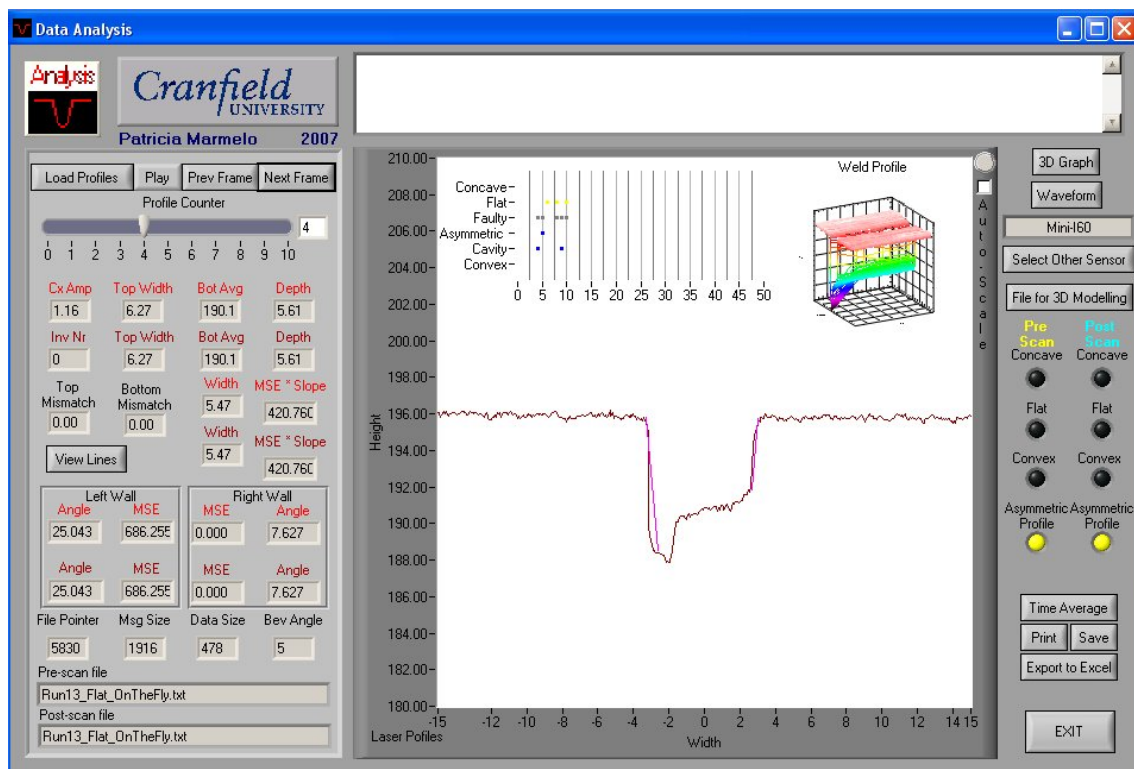 Data Analysis
Analysis
Cranfield
UNIVERSITY
Patricia Marmelo 2007
Load Profiles Play Prev Frame Next Frame
Profile Counter
4
0 1 2 3 4 5 6 7 8 9 10
Cx Amp Top Width Bot Avg Depth
1.16 6.27 190.1 5.61
Inv Nr Top Width Bot Avg Depth
0 6.27 190.1 5.61
Top Mismatch Bottom Mismatch Width MSE * Slope
0.00 0.00 5.47 420.760
Width MSE * Slope
View Lines 5.47 420.760
Left Wall Right Wall
Angle MSE MSE Angle
25.043 686.255 0.000 7.627
Angle MSE MSE Angle
25.043 686.255 0.000 7.627
File Pointer Msg Size Data Size Bev Angle
5830 1916 478 5
Pre-scan file
Run13_Flat_OnTheFly.txt
Post-scan file
Run13_Flat_OnTheFly.txt
210.00
208.00
206.00
204.00
202.00
200.00
198.00
196.00
194.00
192.00
190.00
188.00
186.00
184.00
182.00
180.00
Height
-15 -12 -10 -8 -6 -4 -2 0 2 4 6 8 10 12 14 15
Laser Pofiles
Width
Concave
Flat
Faulty
Asymmetric
Cavity
Convex
0 5 10 15 20 25 30 35 40 45 50
Weld Profile
Auto-Scale
3D Graph
Waveform
Mini-I60
Select Other Sensor
File for 3D Modelling
Pre Scan Post Scan
Concave Concave
Flat Flat
Convex Convex
Asymmetric Profile Asymmetric Profile
Time Average
Print Save
Export to Excel
EXIT